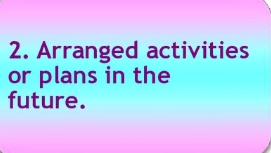 2. Arranged activities
or plans in the
future.